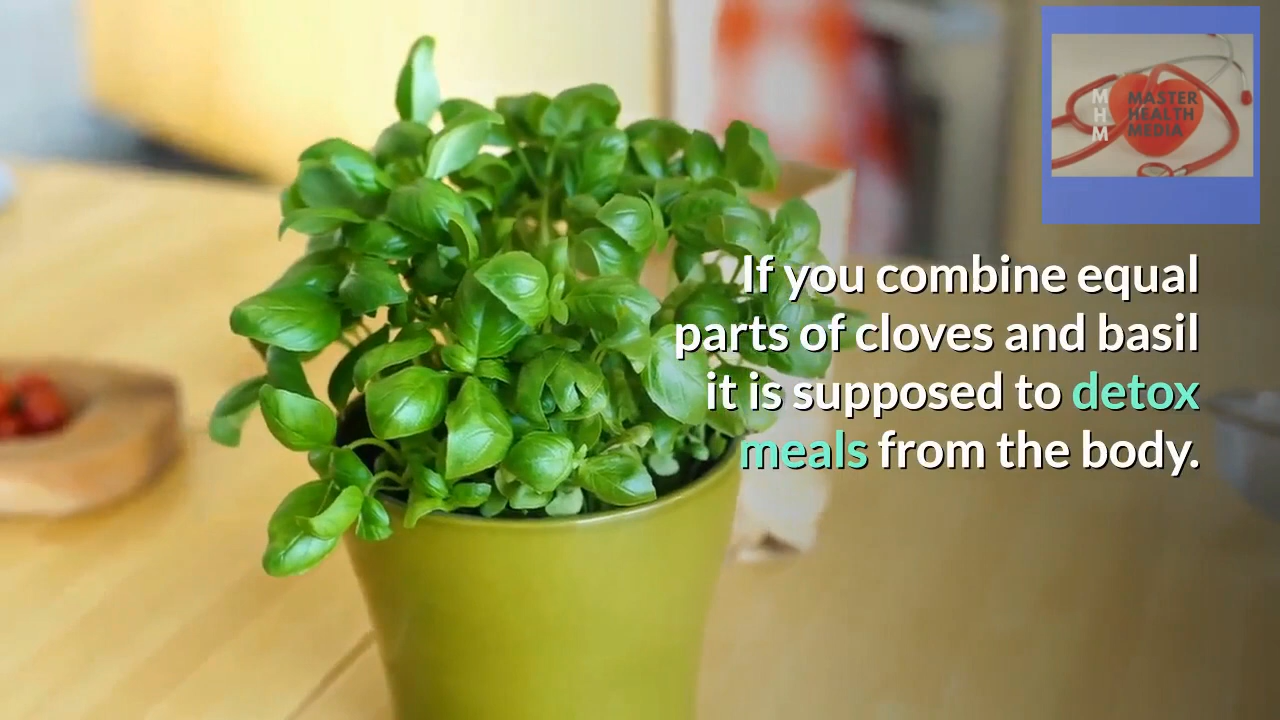 M
H
M
MASTER
HEALTH
MEDIA
If you combine equal
parts of cloves and basil
it is supposed to detox
meals from the body.